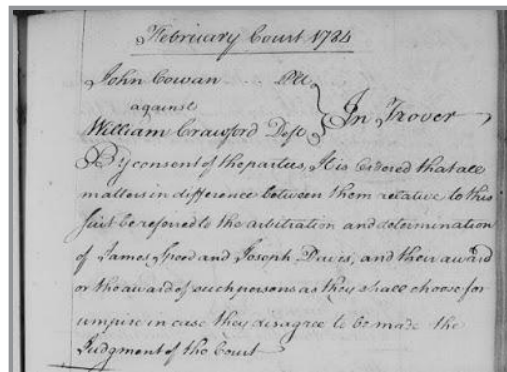 February Court 1784
John Cowan Plt
against
William Crawford Deft
In Trover
By consent of the parties, It is Ordered that all
matters in difference between them relative to this
suit be referred to the arbitration and determination
of James Speed and Joseph Davis, and their award
or the award of such persons as they shall choose for
umpire in case they disagree to be made the
Judgment of the Court